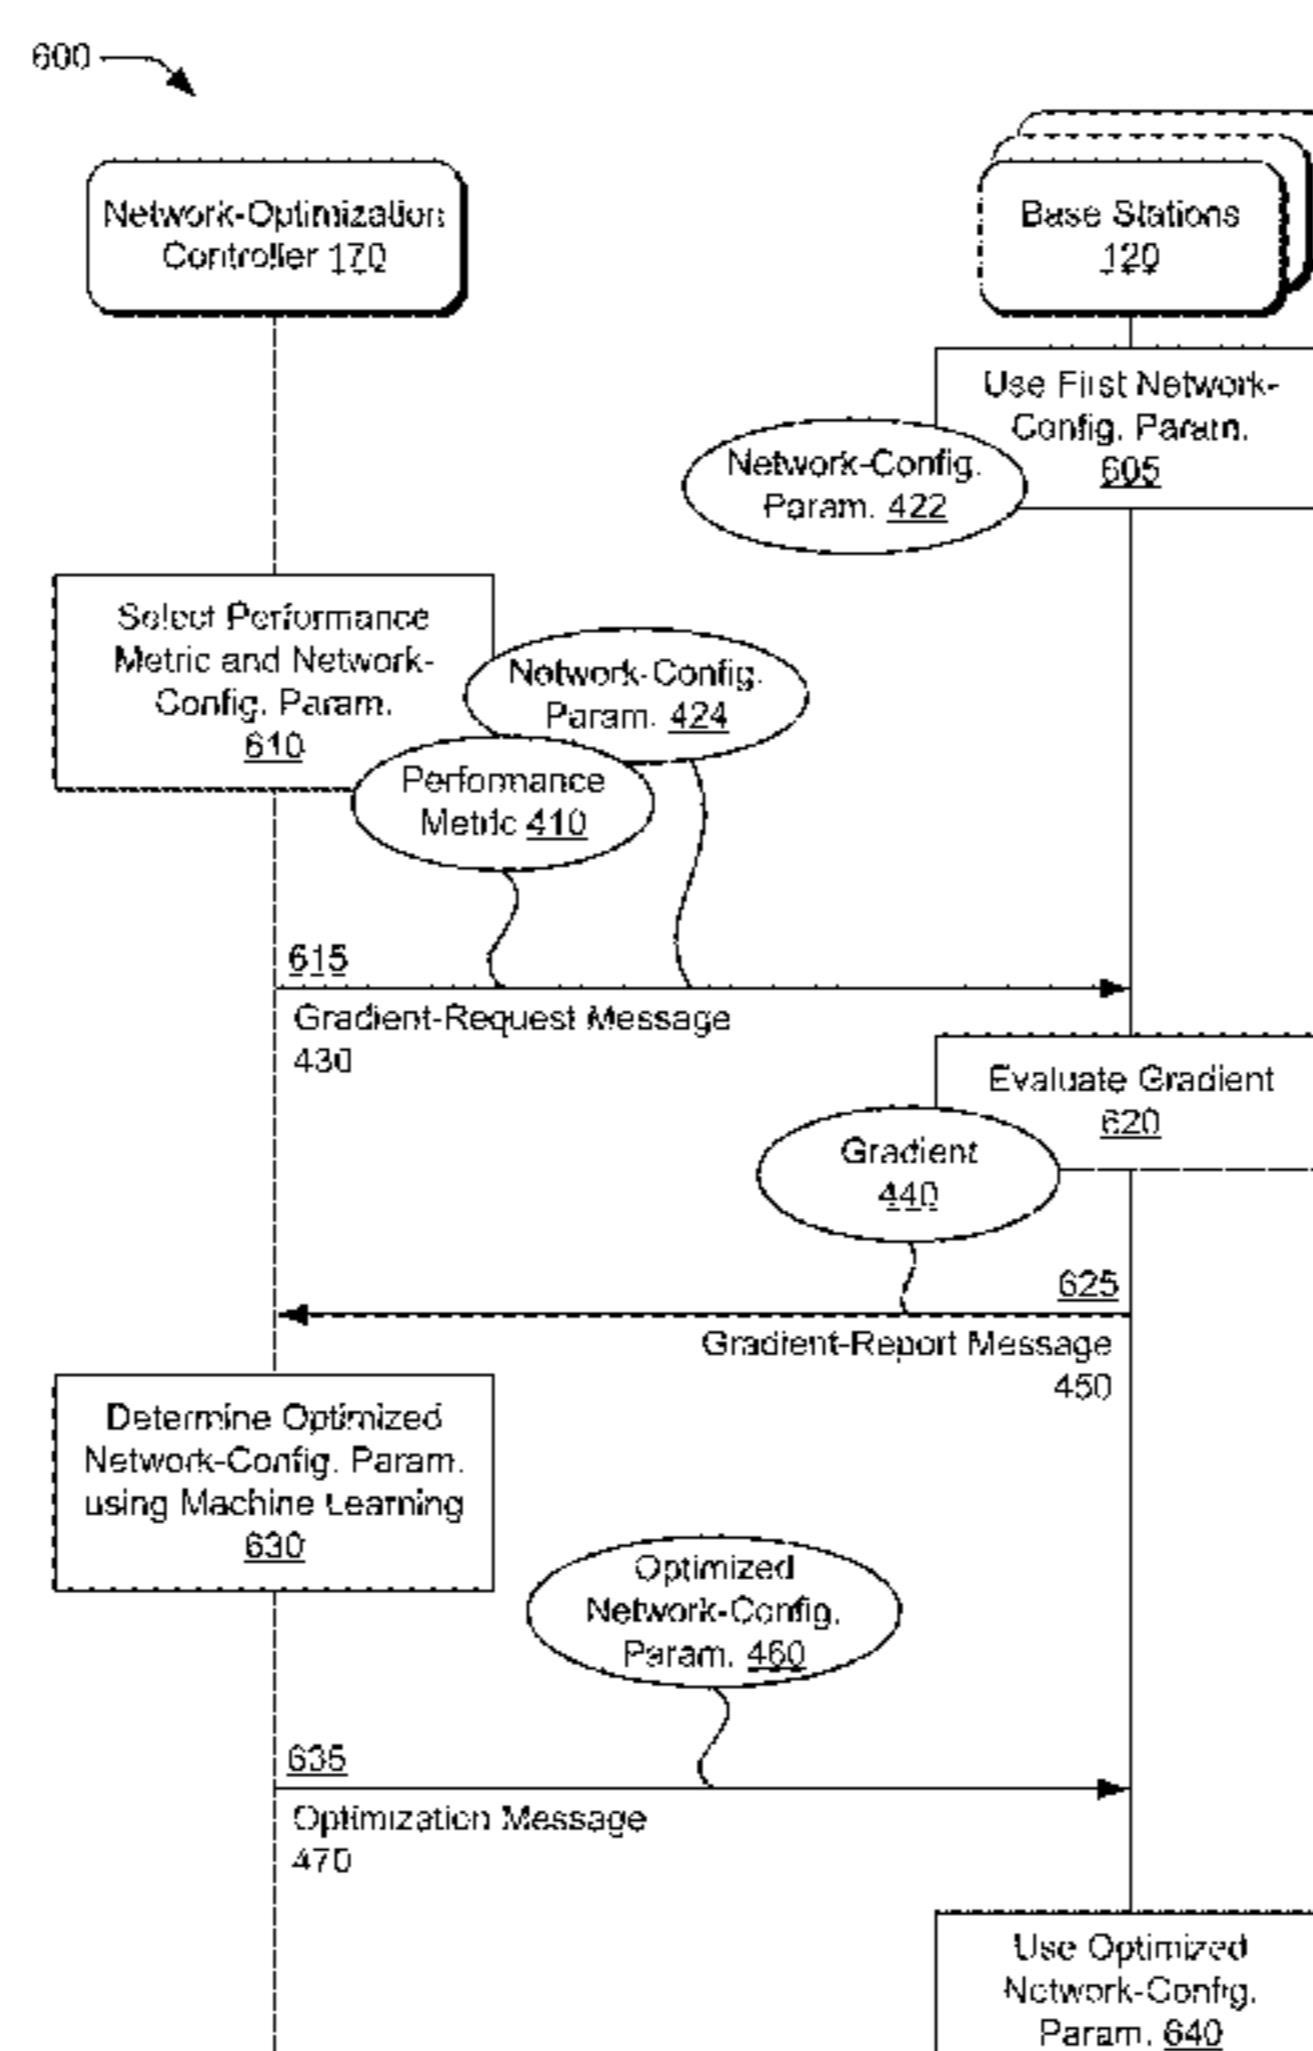 600
Network-Optimization
Controller 170
Base Stations
120
Use First Network-
Config. Param.
605
Network-Config.
Param. 422
Select Performance
Metric and Network-
Config. Param.
610
Network-Config.
Param. 424
Performance
Metric 410
615
Gradient-Request Message
430
Evaluate Gradient
620
Gradient
440
625
Gradient-Report Message
450
Determine Optimized
Network-Config. Param.
using Machine Learning
630
Optimized
Network-Config.
Param. 460
635
Optimization Message
470
Use Optimized
Network-Config.
Param. 640